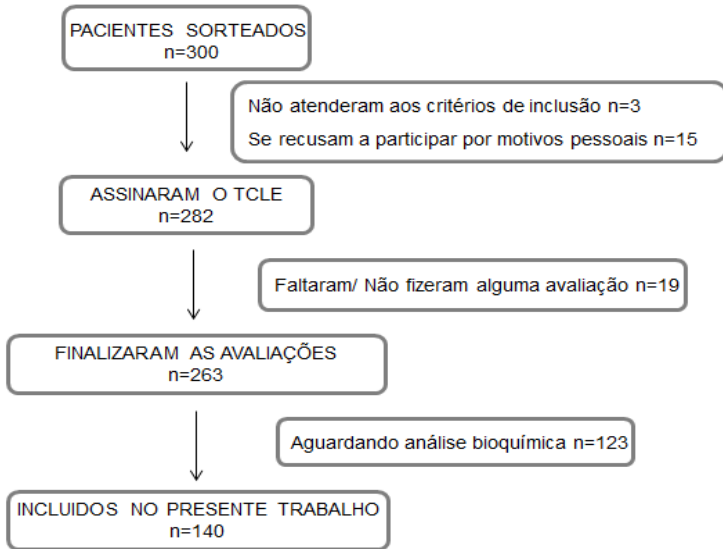 PACIENTES SORTEADOS
n=300
Não atenderam aos critérios de inclusão n=3
Se recusam a participar por motivos pessoais n=15
ASSINARAM O TCLE
n=282
Faltaram/ Não fizeram alguma avaliação n=19
FINALIZARAM AS AVALIAÇÕES
n=263
Aguardando análise bioquímica n=123
INCLUIDOS NO PRESENTE TRABALHO
n=140